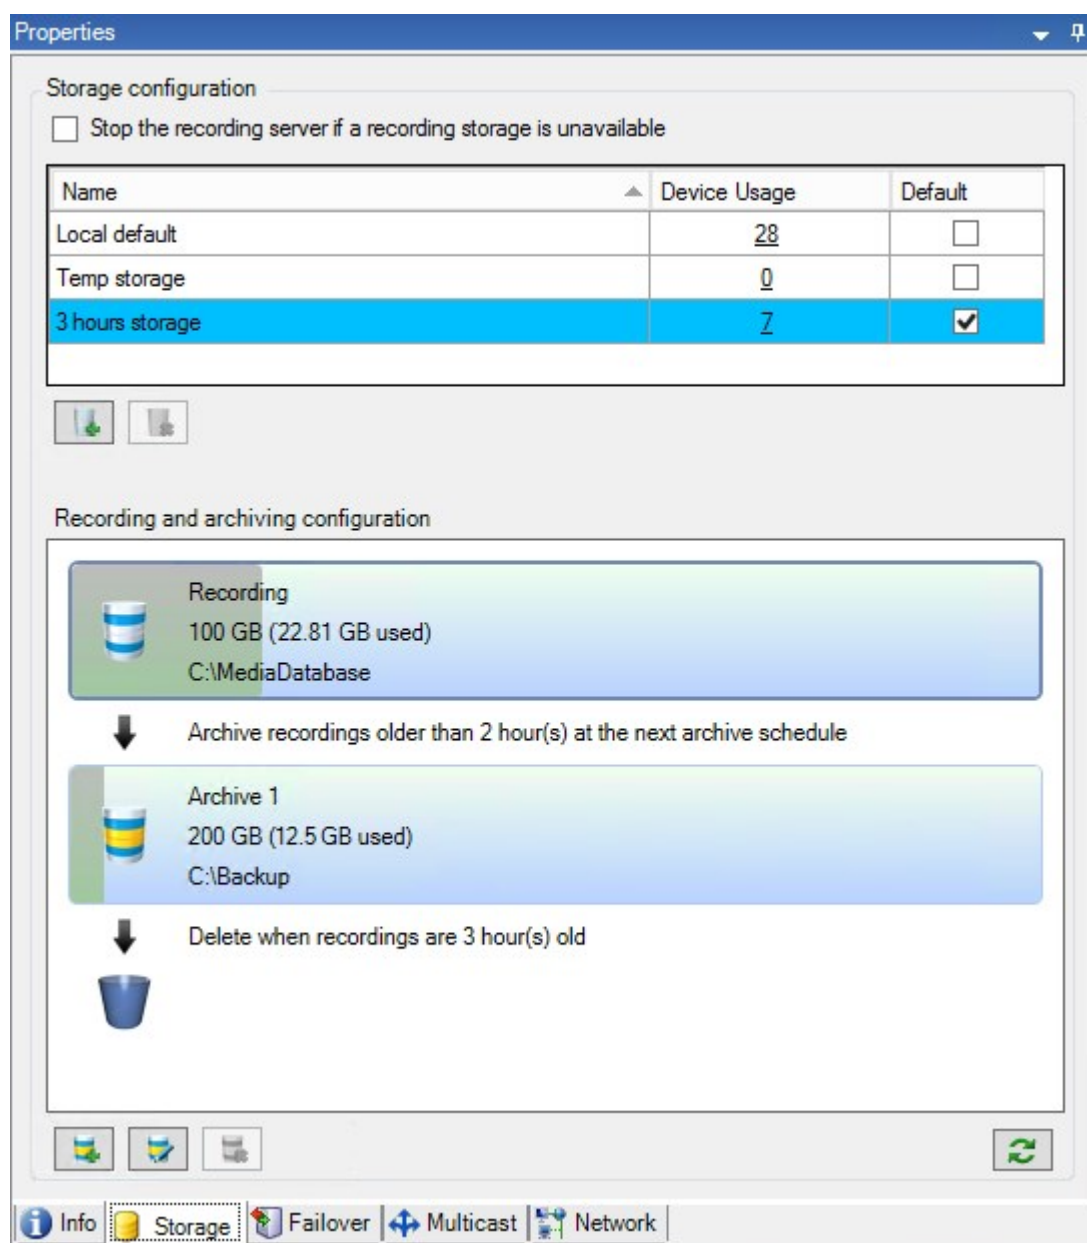 Properties
Storage configuration
Stop the recording server if a recording storage is unavailable
Name Device Usage Default
Local default 28
Temp storage 0
3 hours storage 7
Recording and archiving configuration
Recording
100 GB (22.81 GB used)
C:\MediaDatabase
Archive recordings older than 2 hour(s) at the next archive schedule
Archive 1
200 GB (12.5 GB used)
C:\Backup
Delete when recordings are 3 hour(s) old
Info Storage Failover Multicast Network